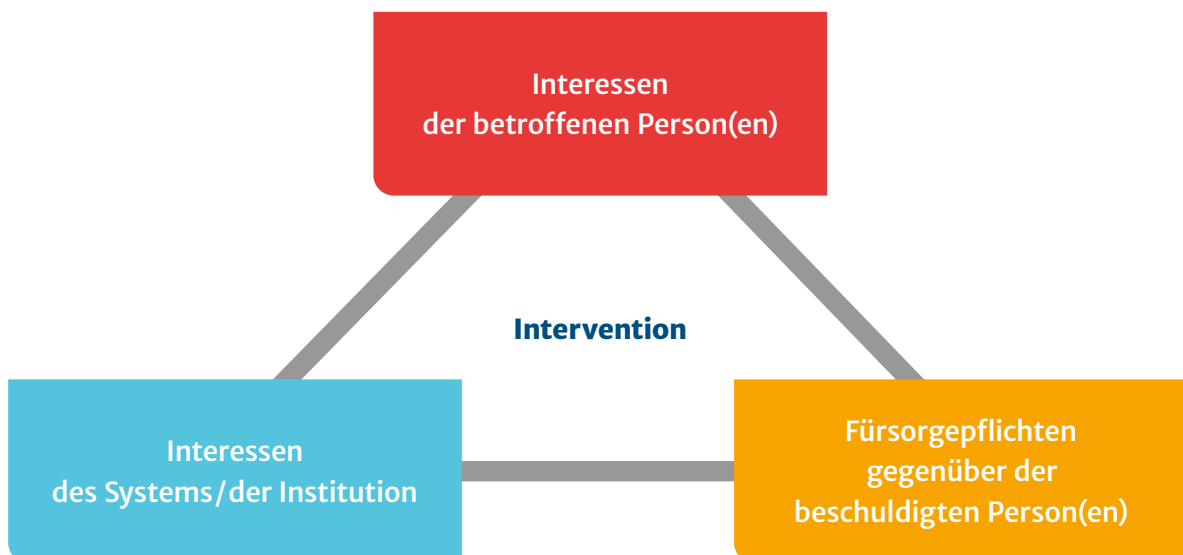 Interessen
der betroffenen Person(en)
Intervention
Interessen
des Systems/der Institution
Fürsorgepflichten
gegenüber der
beschuldigten Person(en)